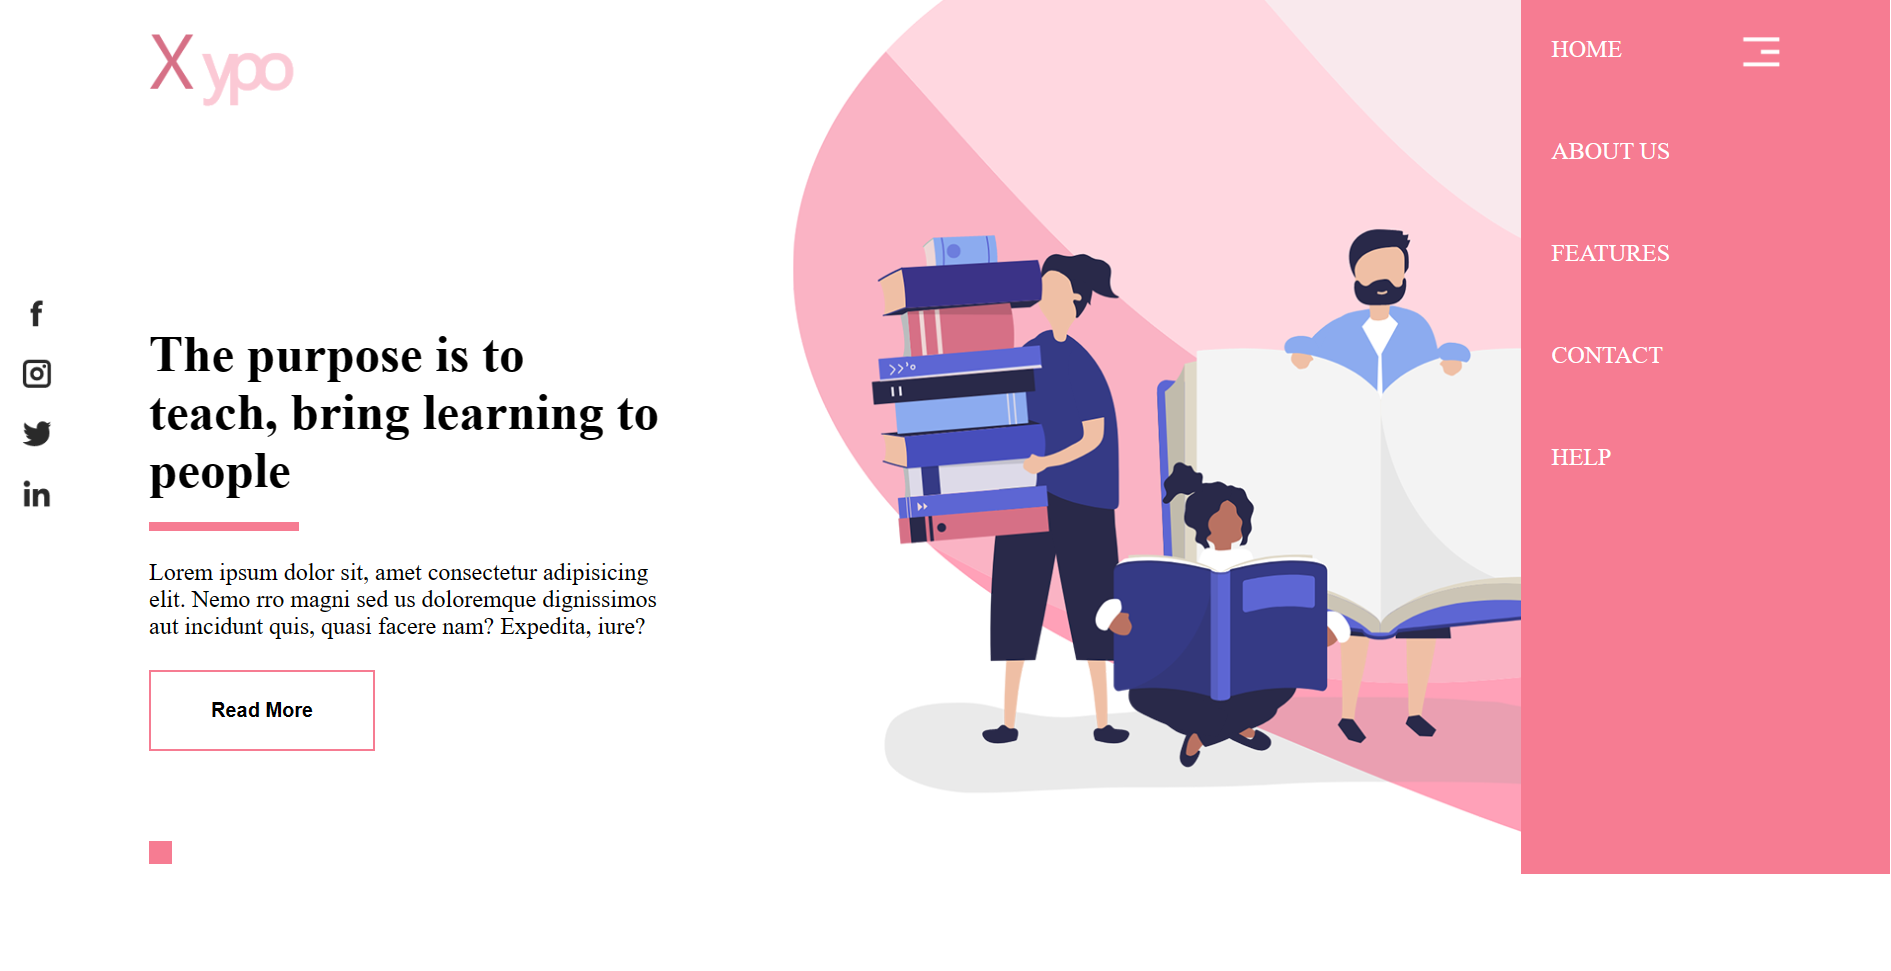 X ypo
HOME
ABOUT US
FEATURES
CONTACT
HELP
The purpose is to
teach, bring learning to
people
Lorem ipsum dolor sit, amet consectetur adipisicing
elit. Nemo rro magni sed us doloremque dignissimos
aut incidunt quis, quasi facere nam? Expedita, iure?
Read More